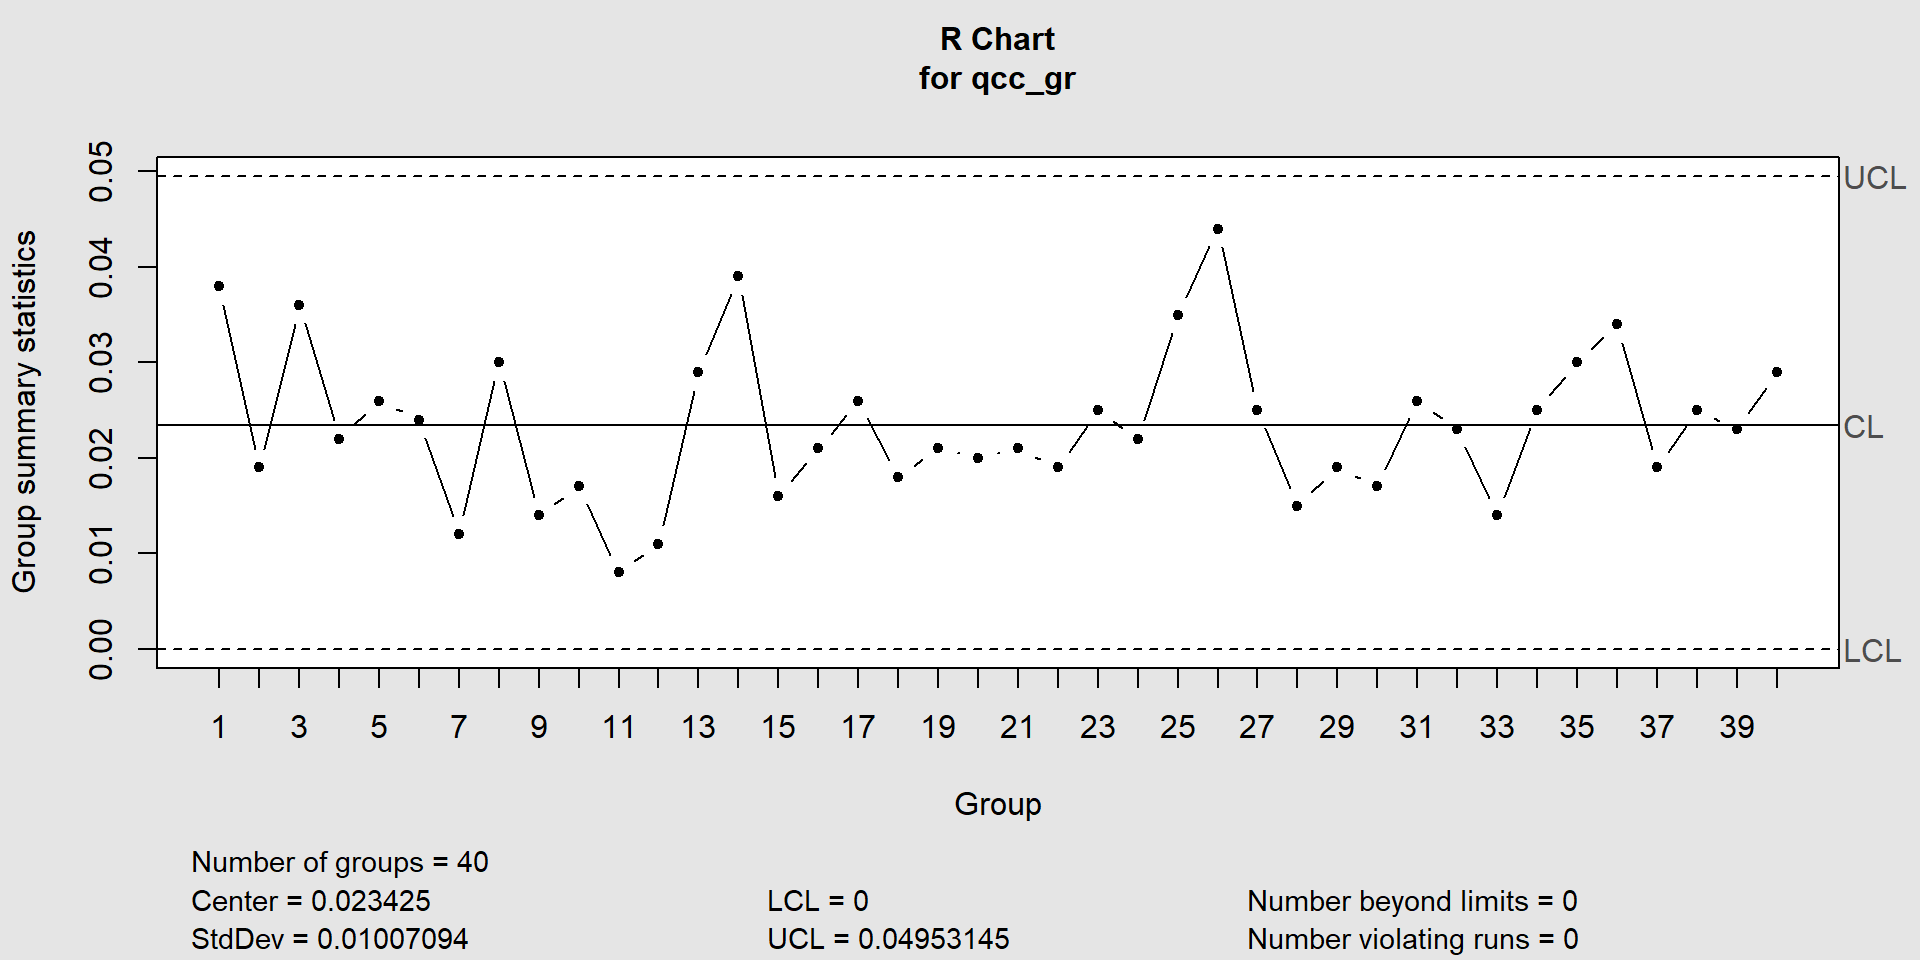 R Chart
for qcc_gr
Group summary statistics
0.05
0.04
0.03
0.02
0.01
0.00
UCL
CL
LCL
1 3 5 7 9 11 13 15 17 19 21 23 25 27 29 31 33 35 37 39
Group
Number of groups = 40
Center = 0.023425 LCL = 0 Number beyond limits = 0
StdDev = 0.01007094 UCL = 0.04953145 Number violating runs = 0